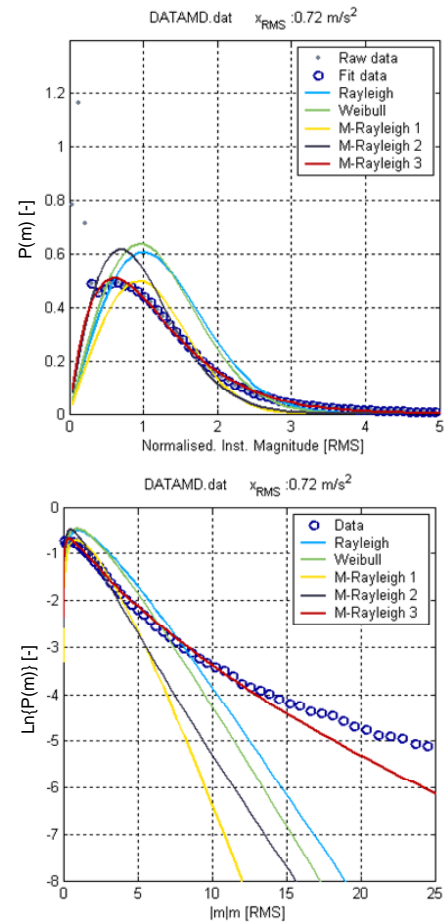 DATAMD.dat x_RMS :0.72 m/s²
Raw data
Fit data
Rayleigh
Weibull
M-Rayleigh 1
M-Rayleigh 2
M-Rayleigh 3
P(m) [-]
1.4
1.2
1
0.8
0.6
0.4
0.2
0
0 1 2 3 4 5
Normalised. Inst. Magnitude [RMS]
DATAMD.dat x_RMS :0.72 m/s²
Data
Rayleigh
Weibull
M-Rayleigh 1
M-Rayleigh 2
M-Rayleigh 3
Ln{P(m)} [-]
0
-1
-2
-3
-4
-5
-6
-7
-8
0 5 10 15 20 25
|m|m [RMS]